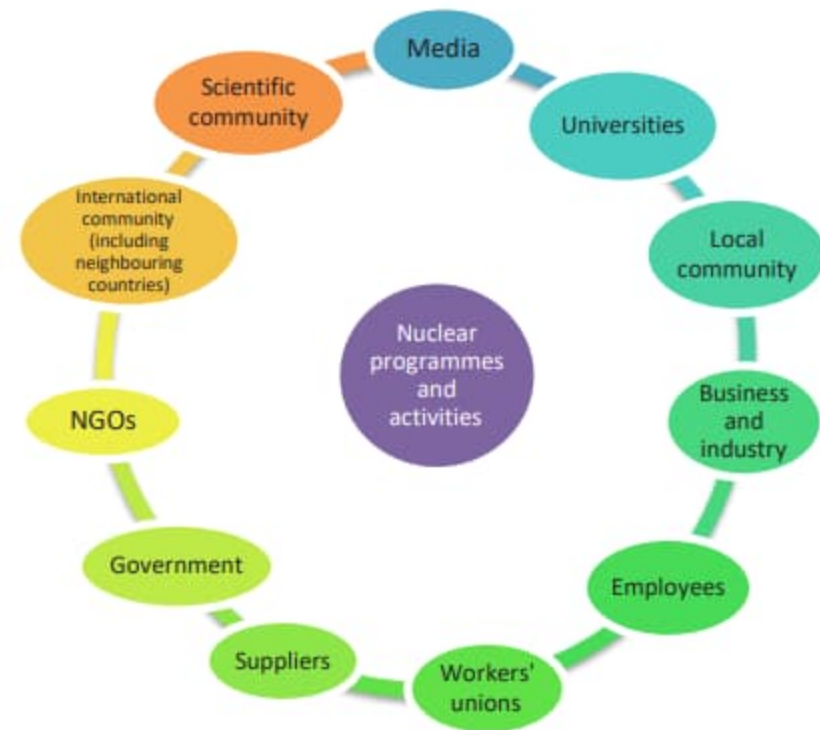 Media
Universities
Local
community
Business
and
industry
Employees
Workers'
unions
Suppliers
Government
NGOs
International
community
(including
neighbouring
countries)
Scientific
community
Nuclear
programmes
and
activities